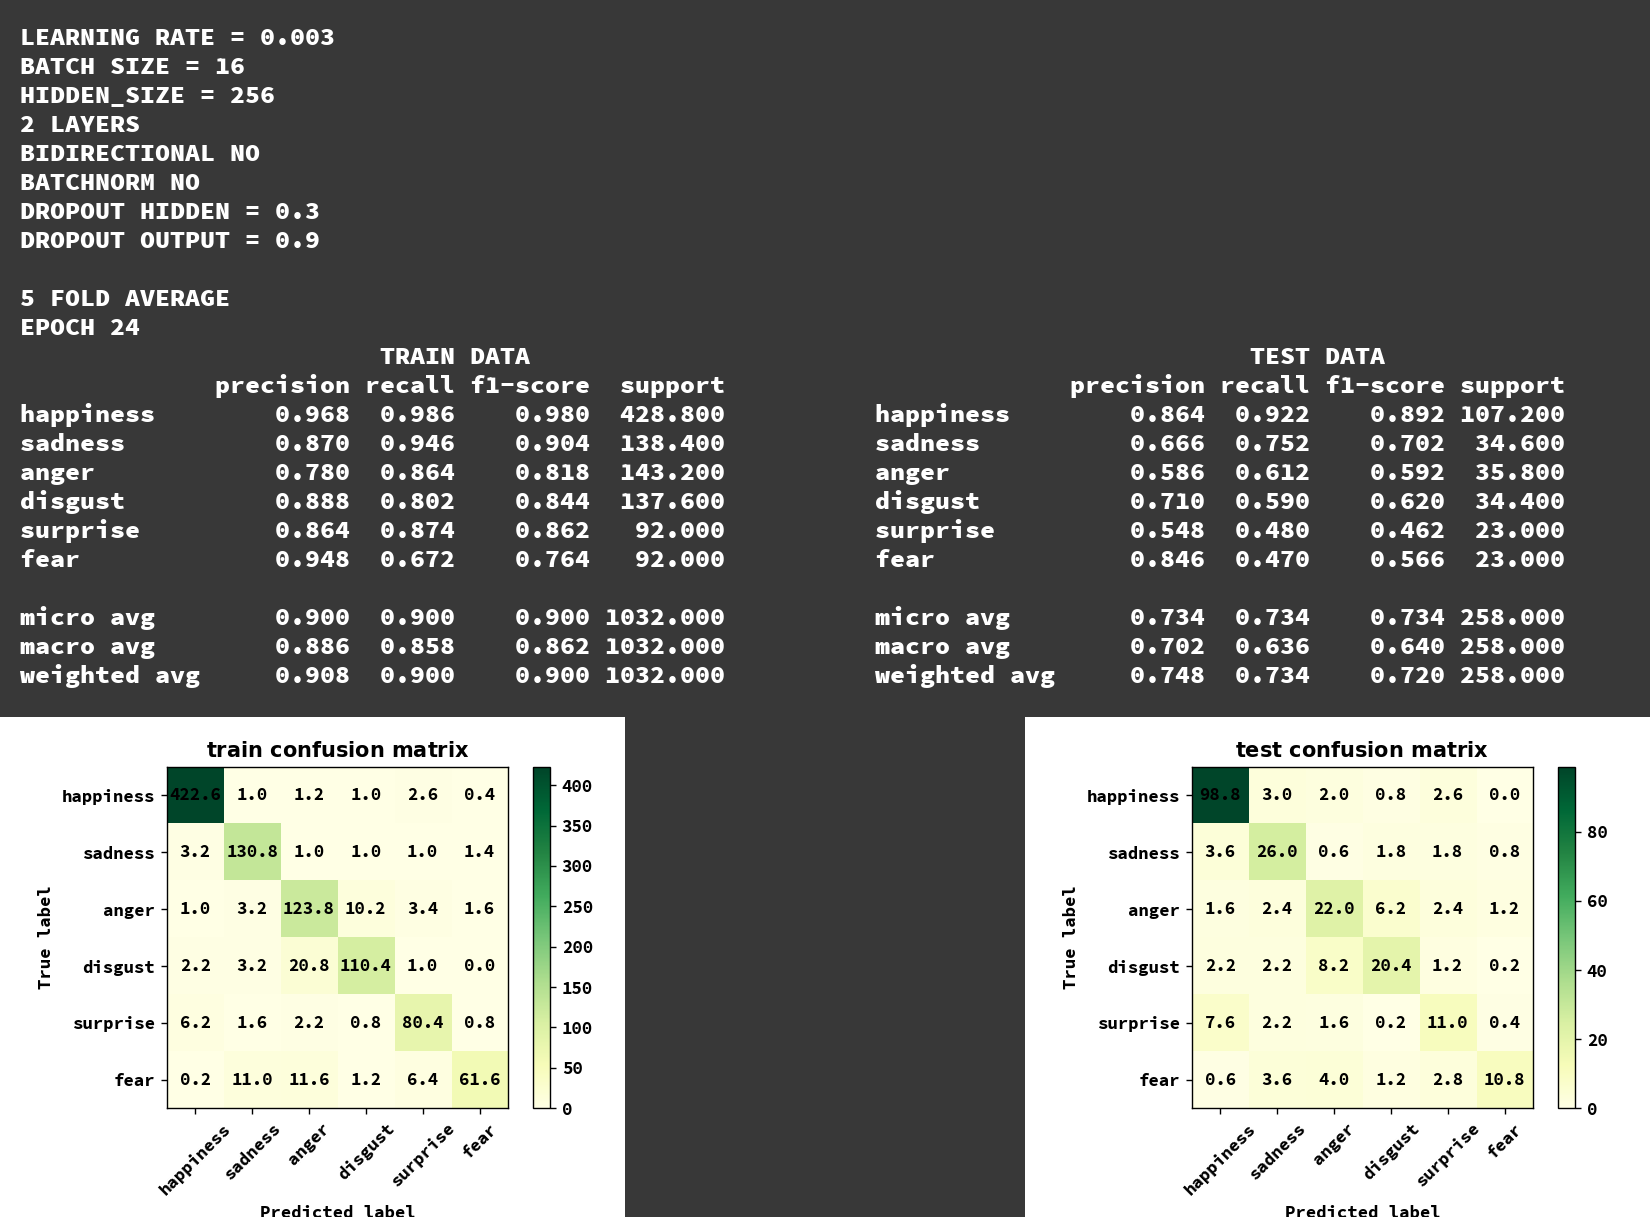 LEARNING RATE = 0.003
BATCH SIZE = 16
HIDDEN_SIZE = 256
2 LAYERS
BIDIRECTIONAL NO
BATCHNORM NO
DROPOUT HIDDEN = 0.3
DROPOUT OUTPUT = 0.9
5 FOLD AVERAGE
EPOCH 24
TRAIN DATA
precision recall f1-score support
happiness 0.968 0.986 0.980 428.800
sadness 0.870 0.946 0.904 138.400
anger 0.780 0.864 0.818 143.200
disgust 0.888 0.802 0.844 137.600
surprise 0.864 0.874 0.862 92.000
fear 0.948 0.672 0.764 92.000
micro avg 0.900 0.900 0.900 1032.000
macro avg 0.886 0.858 0.862 1032.000
weighted avg 0.908 0.900 0.900 1032.000
TEST DATA
precision recall f1-score support
happiness 0.864 0.922 0.892 107.200
sadness 0.666 0.752 0.702 34.600
anger 0.586 0.612 0.592 35.800
disgust 0.710 0.590 0.620 34.400
surprise 0.548 0.480 0.462 23.000
fear 0.846 0.470 0.566 23.000
micro avg 0.734 0.734 0.734 258.000
macro avg 0.702 0.636 0.640 258.000
weighted avg 0.748 0.734 0.720 258.000
train confusion matrix
True label
happiness 422.6 1.0 1.2 1.0 2.6 0.4
sadness 3.2 130.8 1.0 1.0 1.0 1.4
anger 1.0 3.2 123.8 10.2 3.4 1.6
disgust 2.2 3.2 20.8 110.4 1.0 0.0
surprise 6.2 1.6 2.2 0.8 80.4 0.8
fear 0.2 11.0 11.6 1.2 6.4 61.6
happiness sadness anger disgust surprise fear
Predicted label
400
350
300
250
200
150
100
50
0
test confusion matrix
True label
happiness 98.8 3.0 2.0 0.8 2.6 0.0
sadness 3.6 26.0 0.6 1.8 1.8 0.8
anger 1.6 2.4 22.0 6.2 2.4 1.2
disgust 2.2 2.2 8.2 20.4 1.2 0.2
surprise 7.6 2.2 1.6 0.2 11.0 0.4
fear 0.6 3.6 4.0 1.2 2.8 10.8
happiness sadness anger disgust surprise fear
Predicted label
80
60
40
20
0